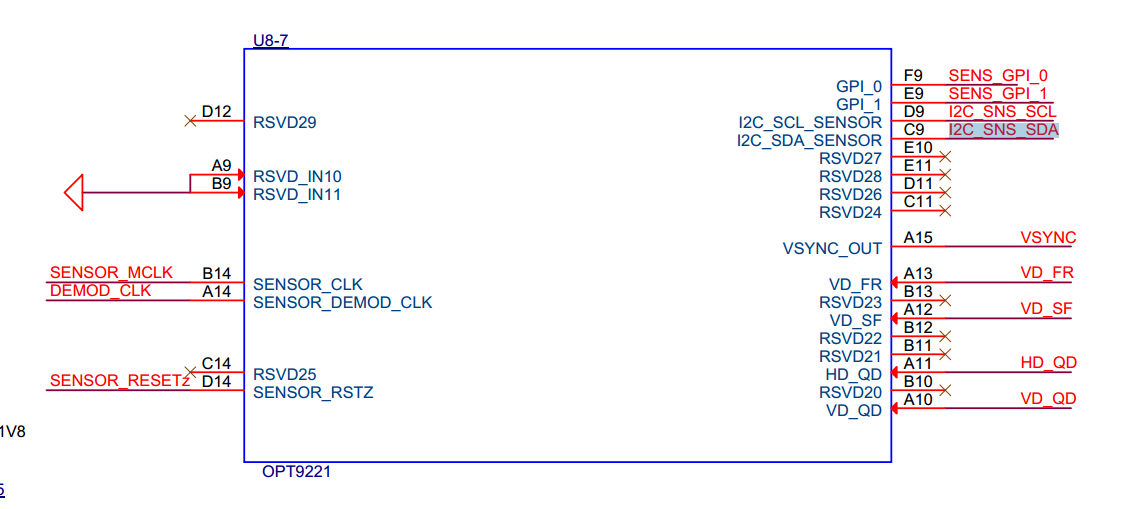 U8-7
D12
RSVD29
A9
RSVD_IN10
B9
RSVD_IN11
SENSOR_MCLK B14
SENSOR_CLK
DEMOD_CLK A14
SENSOR_DEMOD_CLK
C14
RSVD25
SENSOR_RESETz D14
SENSOR_RSTZ
GPI_0 F9 SENS_GPI_0
GPI_1 E9 SENS_GPI_1
I2C_SCL_SENSOR D9 I2C_SNS_SCL
I2C_SDA_SENSOR C9 I2C_SNS_SDA
RSVD27 E10
RSVD28 E11
RSVD26 D11
RSVD24 C11
VSYNC_OUT A15 VSYNC
VD_FR A13 VD_FR
RSVD23 B13
VD_SF A12 VD_SF
RSVD22 B12
RSVD21 B11
HD_QD A11 HD_QD
RSVD20 B10
VD_QD A10 VD_QD
1V8
OPT9221